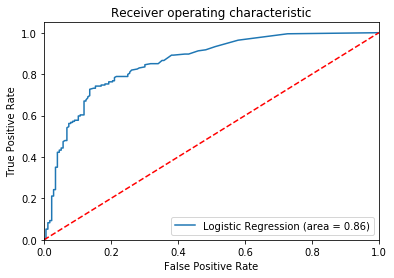 Receiver operating characteristic
True Positive Rate
1.0
0.8
0.6
0.4
0.2
0.0
Logistic Regression (area = 0.86)
0.0 0.2 0.4 0.6 0.8 1.0
False Positive Rate